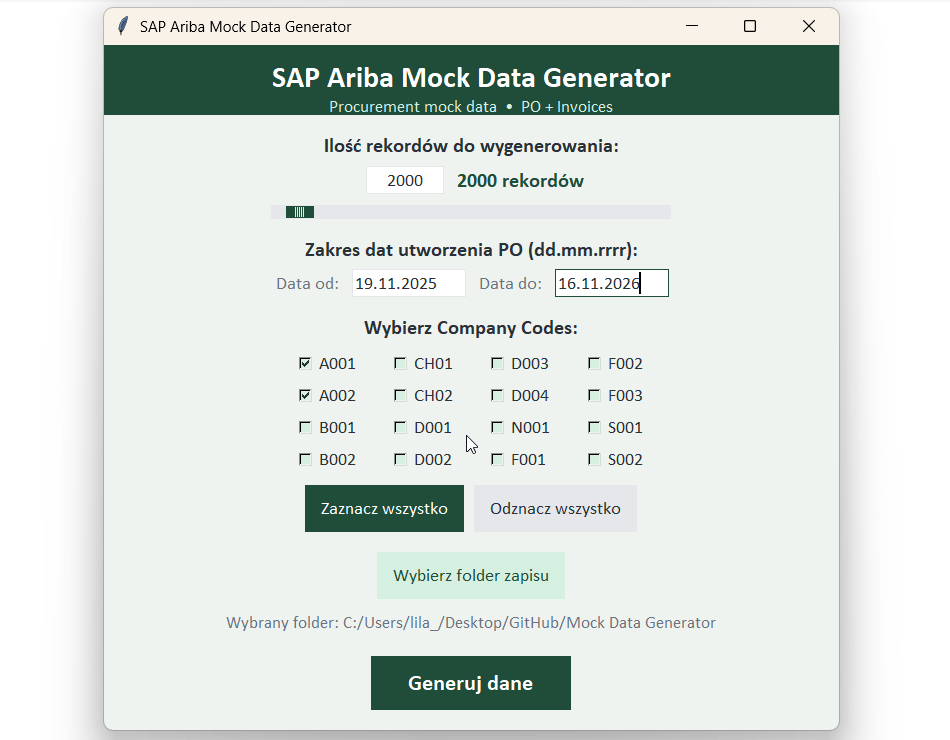 SAP Ariba Mock Data Generator
SAP Ariba Mock Data Generator
Procurement mock data • PO + Invoices
Ilość rekordów do wygenerowania:
2000 2000 rekordów
Zakres dat utworzenia PO (dd.mm.rrrr):
Data od: 19.11.2025 Data do: 16.11.2026
Wybierz Company Codes:
A001 CH01 D003 F002
A002 CH02 D004 F003
B001 D001 N001 S001
B002 D002 F001 S002
Zaznacz wszystko Odznacz wszystko
Wybierz folder zapisu
Wybrany folder: C:/Users/lila_/Desktop/GitHub/Mock Data Generator
Generuj dane